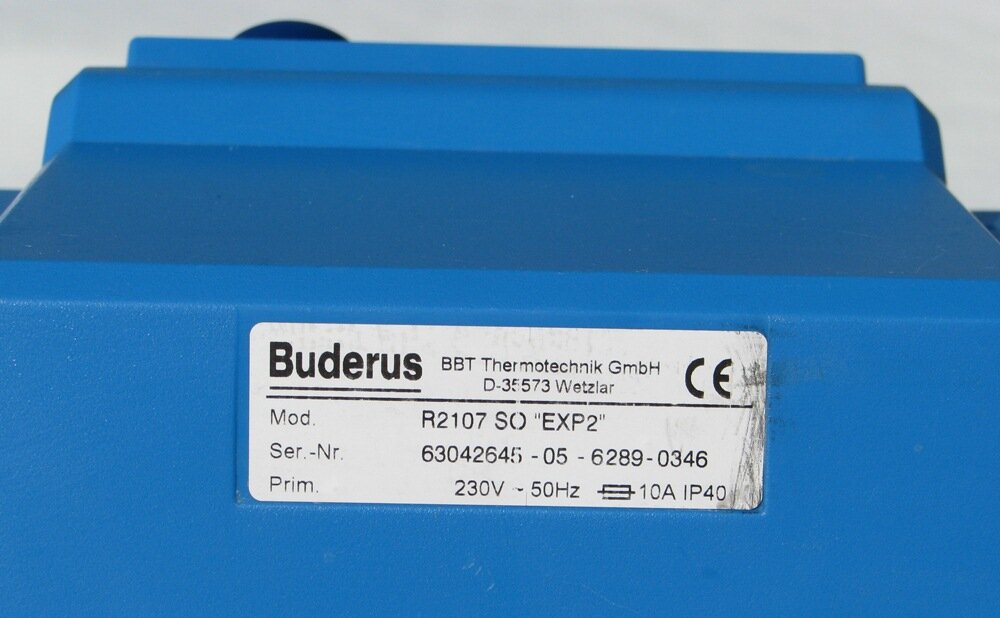 Buderus BBT Thermotechnik GmbH CE
D-35573 Wetzlar
Mod. R2107 SO "EXP2"
Ser.-Nr. 63042645 - 05 - 6289 - 0346
Prim. 230V ~ 50Hz 10A IP40